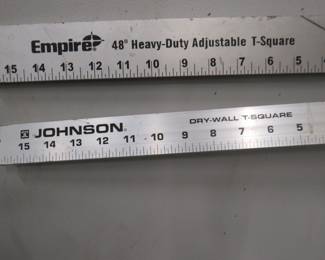 Empire 48" Heavy-Duty Adjustable T-Square
15 14 13 12 11 10 9 8 7 6 5
JOHNSON DRY-WALL T-SQUARE
15 14 13 12 11 10 9 8 7 6 5